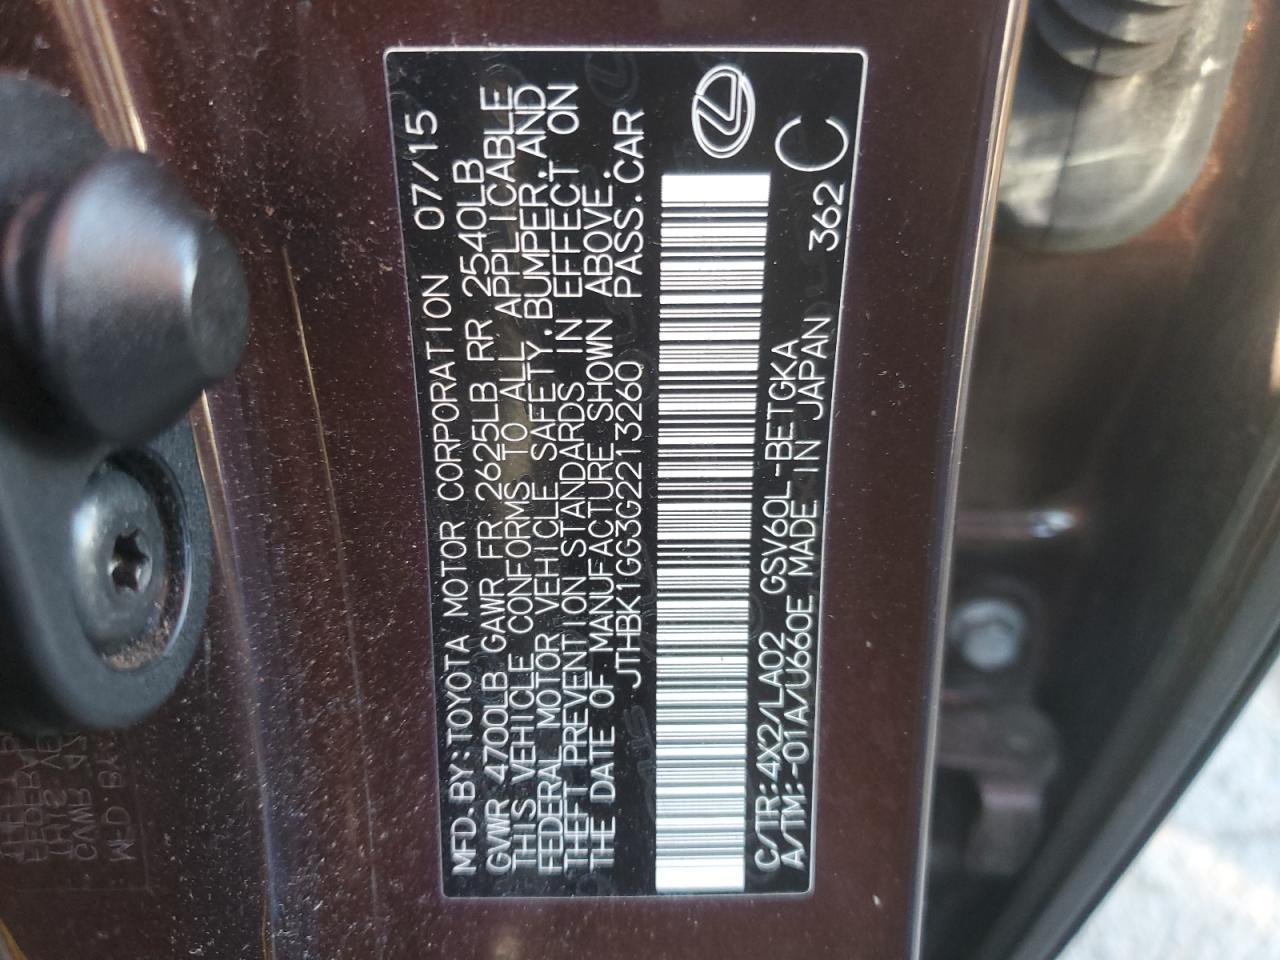 MFD.BY:TOYOTA MOTOR CORPORATION 07/15
GVWR 4700LB GAWR FR 2625LB RR 2540LB
THIS VEHICLE CONFORMS TO ALL APPLICABLE
FEDERAL MOTOR VEHICLE SAFETY.BUMPER.AND
THEFT PREVENTION STANDARDS IN EFFECT ON
THE DATE OF MANUFACTURE SHOWN ABOVE.
JTHBK1GG3G2213260 PASS.CAR
C/TR:4X2/LA02 GSV60L-BETGKA 362 C
A/TM:-01A/U660E MADE IN JAPAN